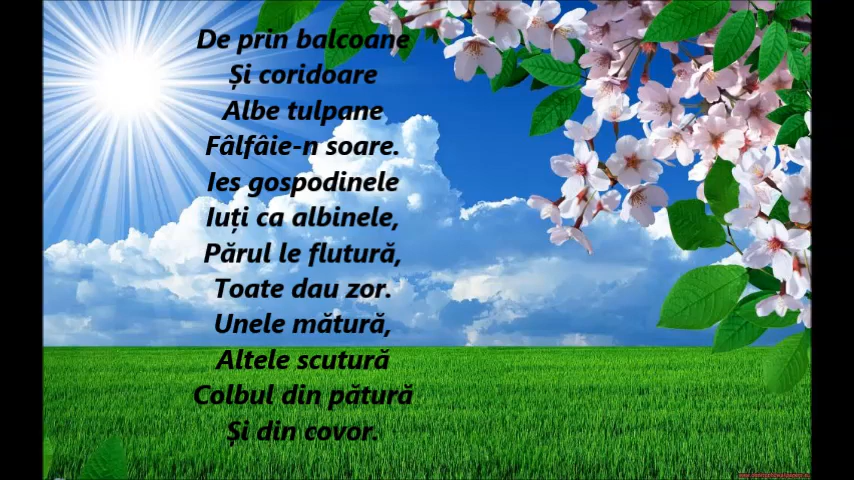 De prin balcoane
Și coridoare
Albe tulpane
Fâlfâie-n soare.
Ies gospodinele
Iuți ca albinele,
Părul le flutură,
Toate dau zor.
Unele mătură,
Altele scutură
Colbul din pătură
Și din covor.